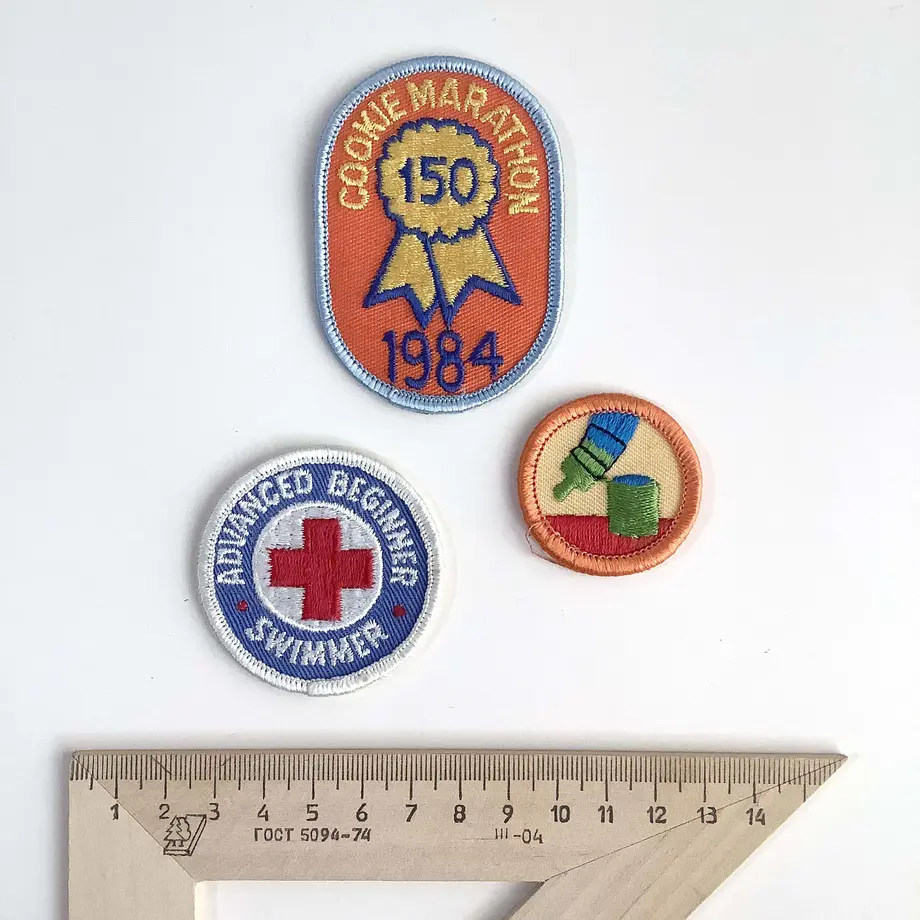 COOKIE MARATHON
150
1984
ADVANCED BEGINNER
SWIMMER
1 2 3 4 5 6 7 8 9 10 11 12 13 14
ГОСТ 5094-74
III-04